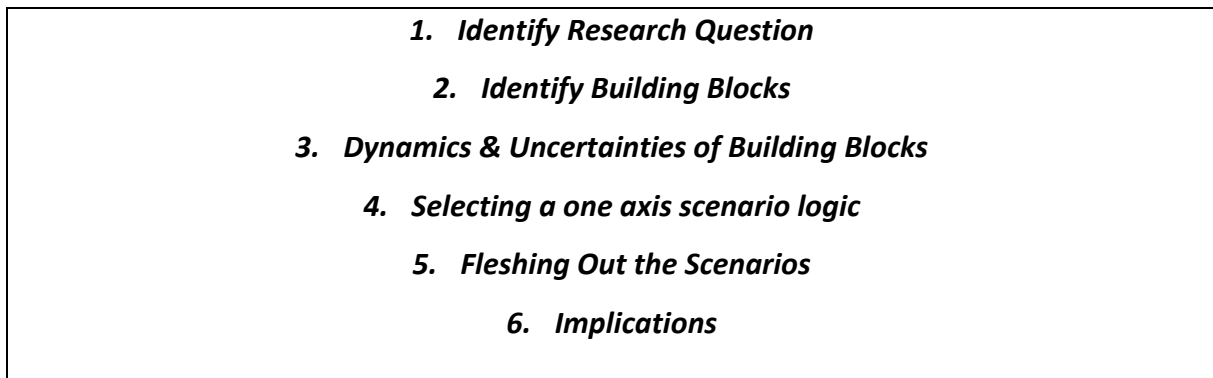 1. Identify Research Question
2. Identify Building Blocks
3. Dynamics & Uncertainties of Building Blocks
4. Selecting a one axis scenario logic
5. Fleshing Out the Scenarios
6. Implications